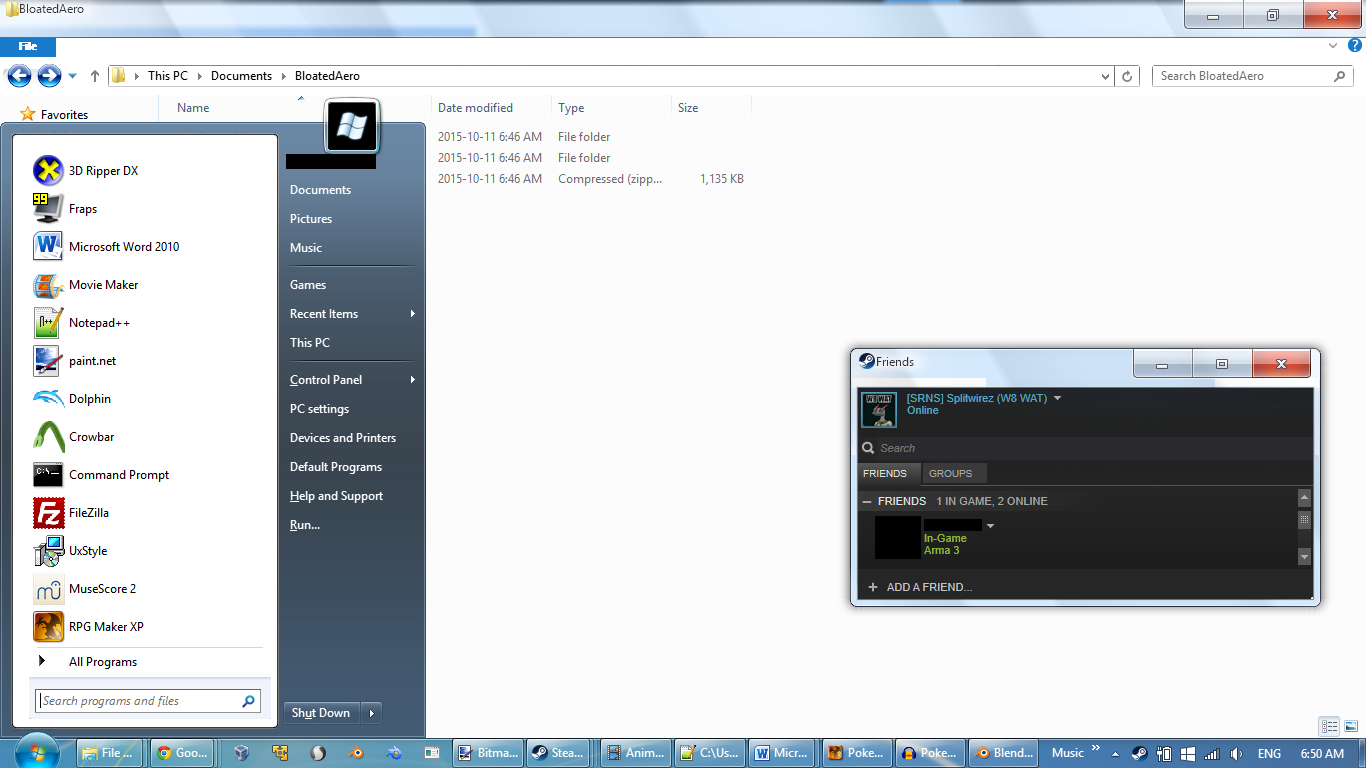 BloatedAero
File
This PC Documents BloatedAero
Search BloatedAero
Favorites
Name Date modified Type Size
2015-10-11 6:46 AM File folder
2015-10-11 6:46 AM File folder
2015-10-11 6:46 AM Compressed (zipp... 1,135 KB
3D Ripper DX
99
Fraps
Microsoft Word 2010
Movie Maker
Notepad++
paint.net
Dolphin
Crowbar
Command Prompt
FileZilla
UxStyle
MuseScore 2
RPG Maker XP
All Programs
Search programs and files
Documents
Pictures
Music
Games
Recent Items
This PC
Control Panel
PC settings
Devices and Printers
Default Programs
Help and Support
Run...
Shut Down
Friends
W8 WAT
[SRNS] Splitwirez (W8 WAT)
Online
Search
FRIENDS GROUPS
FRIENDS 1 IN GAME, 2 ONLINE
In-Game
Arma 3
+ ADD A FRIEND...
File ... Goo... Bitma... Stea... Anim... C:\Us... Micr... Poke... Poke... Blend... Music » ENG 6:50 AM